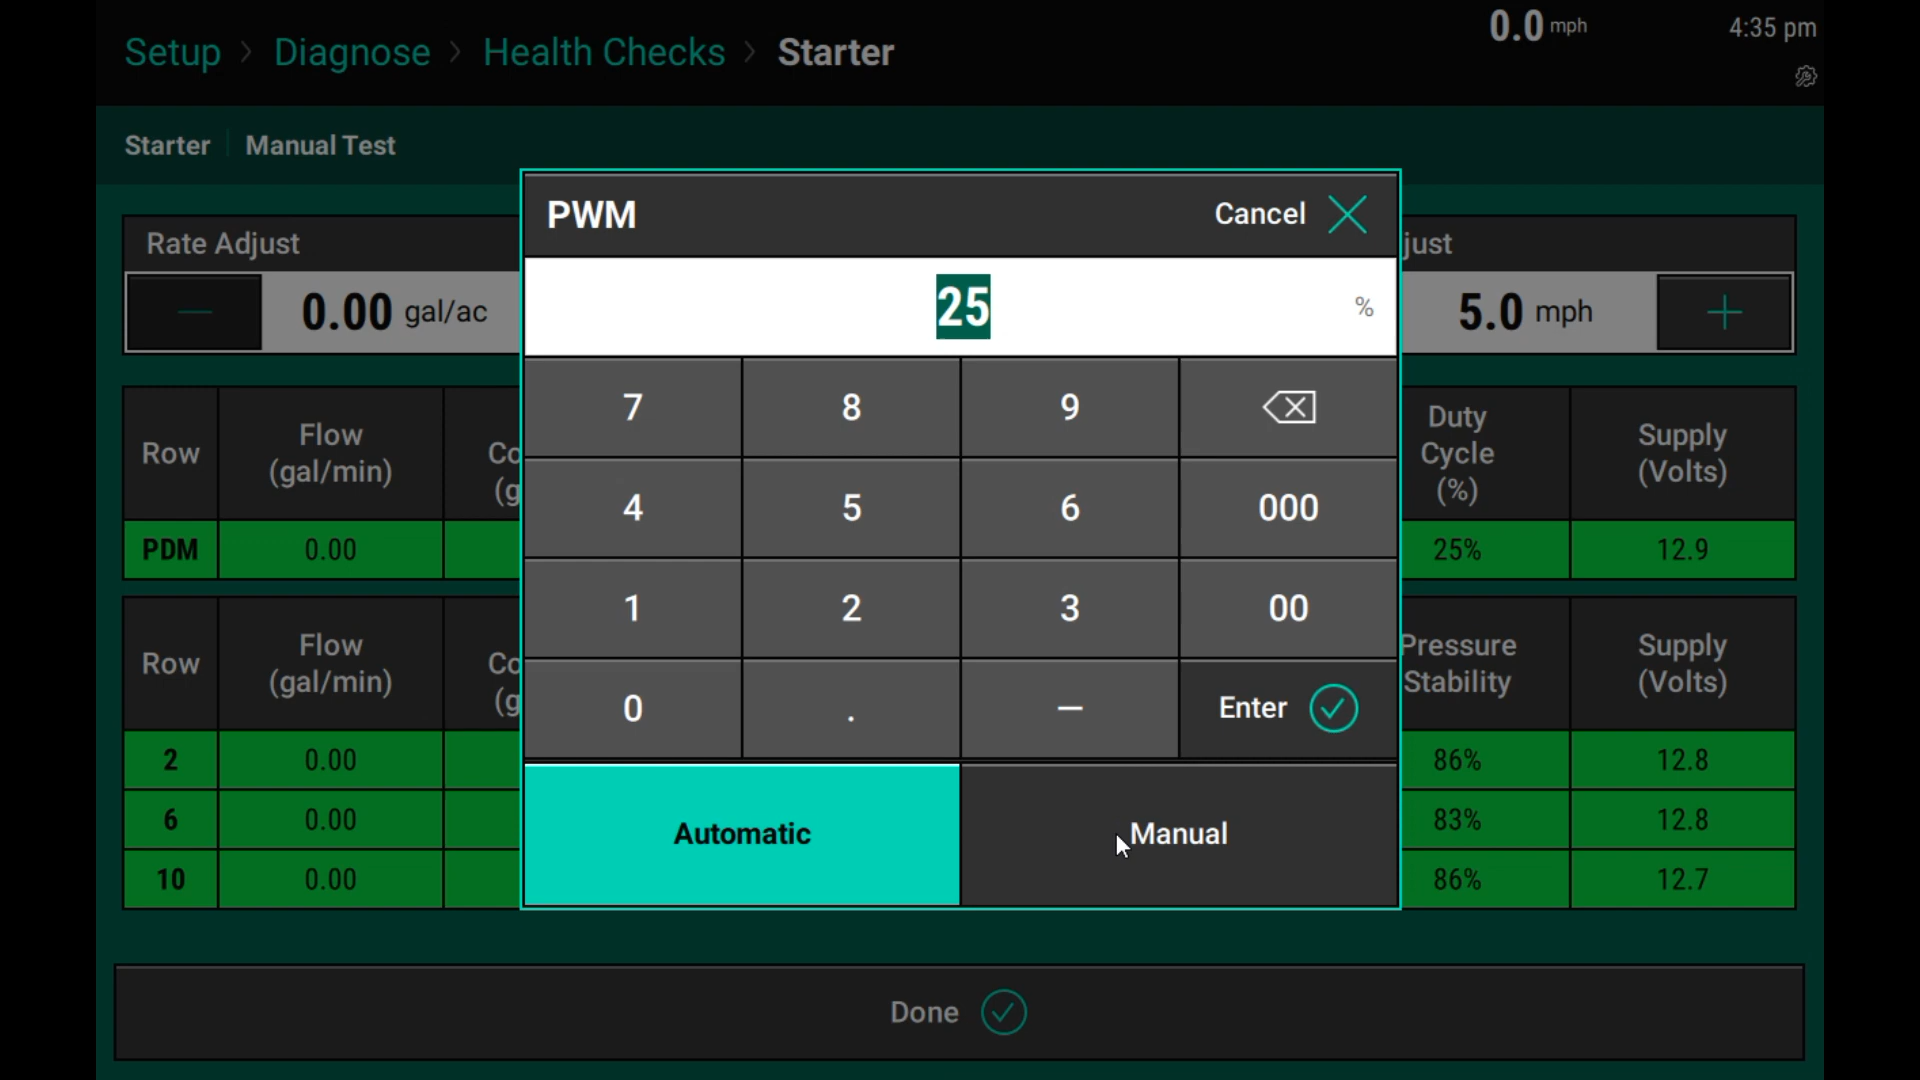 Setup > Diagnose > Health Checks > Starter
0.0 mph
4:35 pm
Starter | Manual Test
Rate Adjust
— 0.00 gal/ac
just
5.0 mph +
PWM
Cancel
25 %
7 8 9
4 5 6 000
1 2 3 00
0 . — Enter
Automatic Manual
Row
Flow
(gal/min)
Co
(g
Duty
Cycle
(%)
Supply
(Volts)
PDM 0.00 25% 12.9
Row
Flow
(gal/min)
Co
(g
Pressure
Stability
Supply
(Volts)
2 0.00 86% 12.8
6 0.00 83% 12.8
10 0.00 86% 12.7
Done